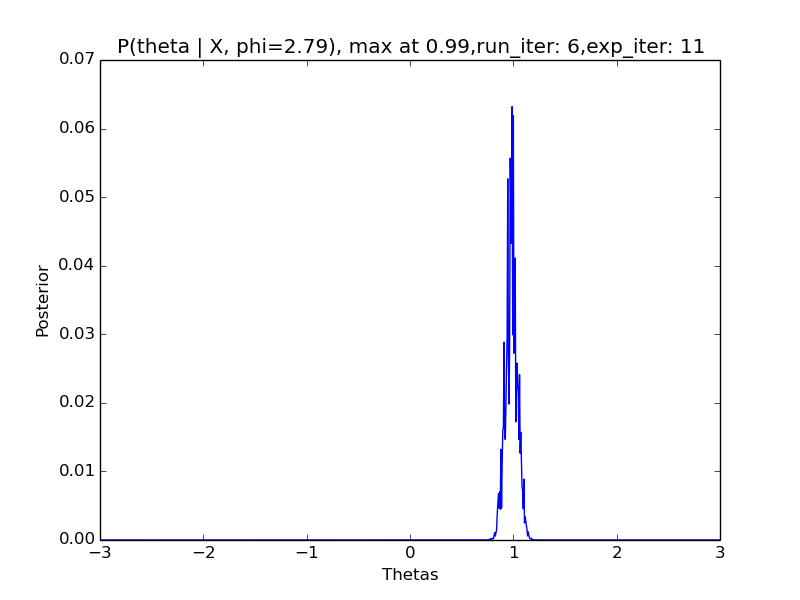 P(theta | X, phi=2.79), max at 0.99,run_iter: 6,exp_iter: 11
0.07
0.06
0.05
0.04
0.03
0.02
0.01
0.00
Posterior
−3 −2 −1 0 1 2 3
Thetas